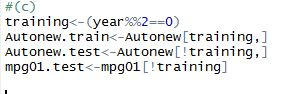 #(c)
training<-(year%%2==0)
Autonew.train<-Autonew[training,]
Autonew.test<-Autonew[!training,]
mpg01.test<-mpg01[!training]